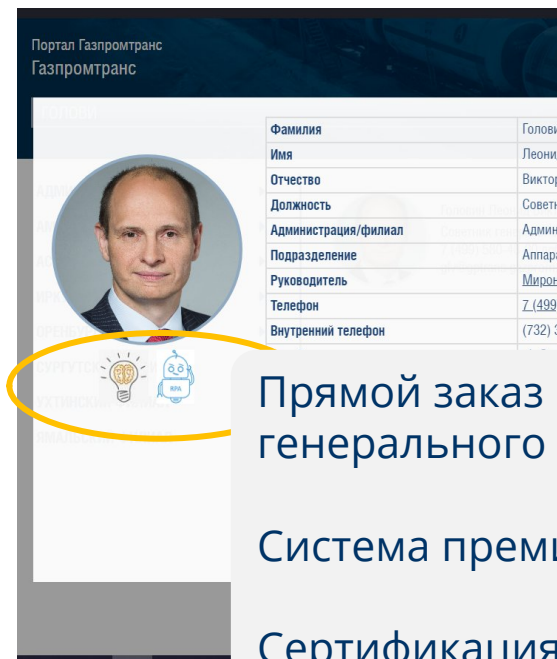 Портал Газпромтранс
Газпромтранс
Фамилия Голови
Имя Леони
Отчество Виктор
Должность Советн
Администрация/филиал Админ
Подразделение Аппара
Руководитель Мирон
Телефон 7 (499
Внутренний телефон (732) 3
RPA
Прямой заказ
генерального
Система преми
Сертификация